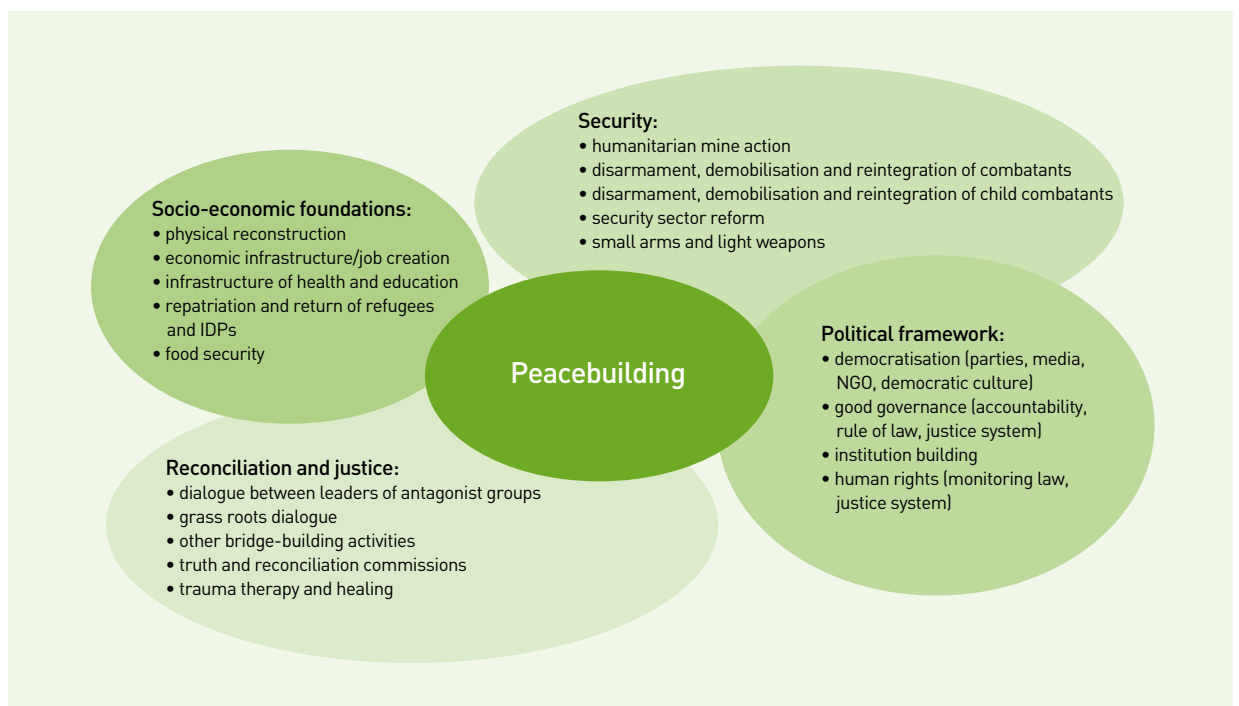 Security:
• humanitarian mine action
• disarmament, demobilisation and reintegration of combatants
• disarmament, demobilisation and reintegration of child combatants
• security sector reform
• small arms and light weapons
Socio-economic foundations:
• physical reconstruction
• economic infrastructure/job creation
• infrastructure of health and education
• repatriation and return of refugees
and IDPs
• food security
Peacebuilding
Political framework:
• democratisation (parties, media,
NGO, democratic culture)
• good governance (accountability,
rule of law, justice system)
• institution building
• human rights (monitoring law,
justice system)
Reconciliation and justice:
• dialogue between leaders of antagonist groups
• grass roots dialogue
• other bridge-building activities
• truth and reconciliation commissions
• trauma therapy and healing